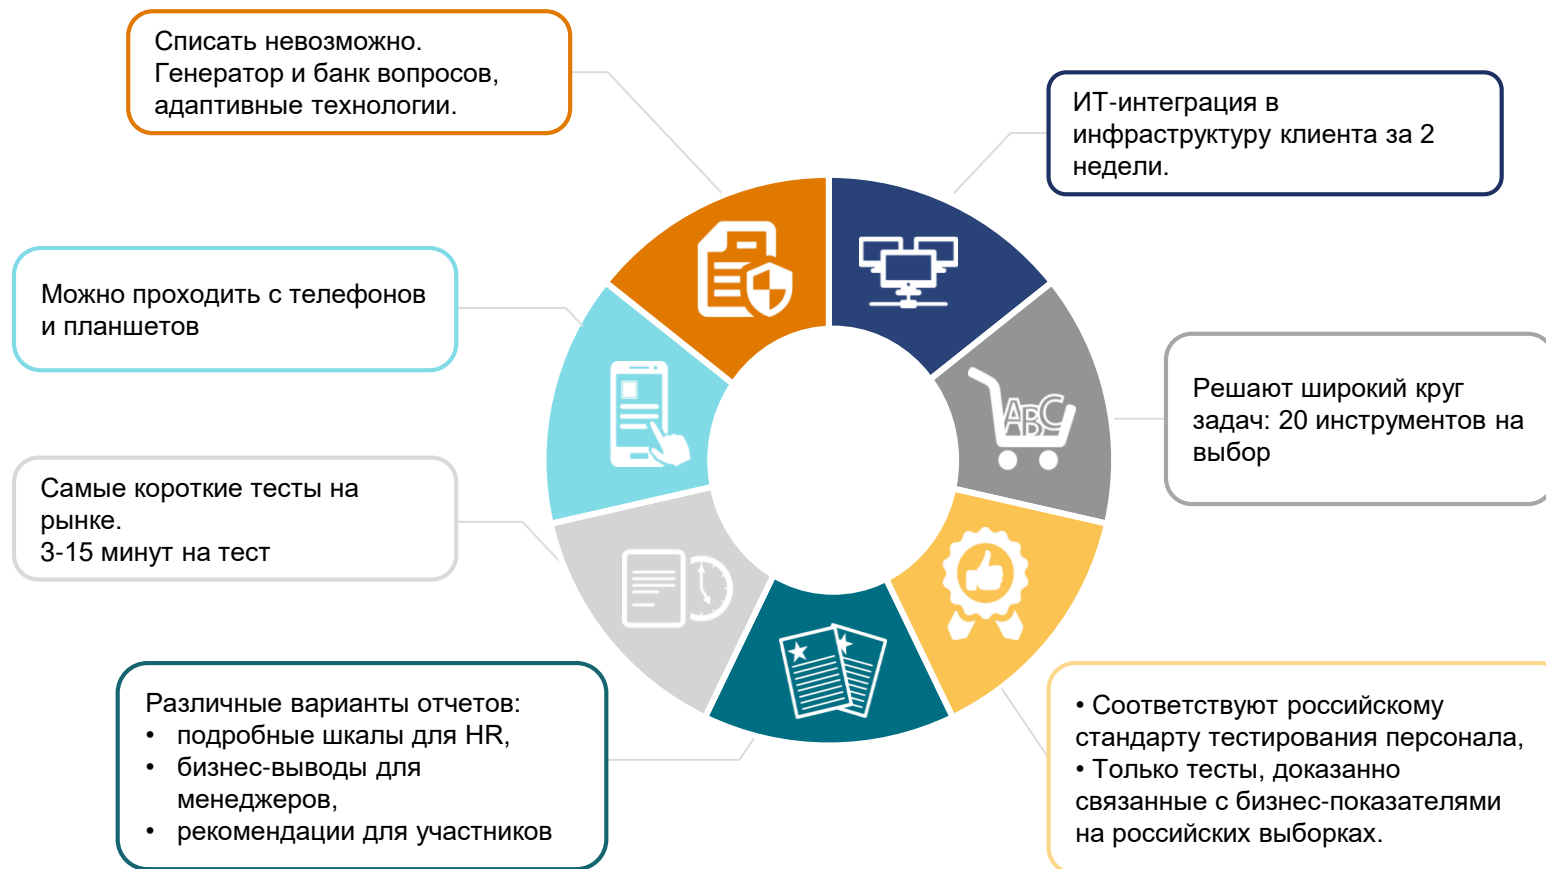 Списать невозможно.
Генератор и банк вопросов,
адаптивные технологии.
ИТ-интеграция в
инфраструктуру клиента за 2
недели.
Можно проходить с телефонов
и планшетов
Решают широкий круг
задач: 20 инструментов на
выбор
ABC
Самые короткие тесты на
рынке.
3-15 минут на тест
Различные варианты отчетов:
• подробные шкалы для HR,
• бизнес-выводы для
менеджеров,
• рекомендации для участников
• Соответствуют российскому
стандарту тестирования персонала,
• Только тесты, доказанно
связанные с бизнес-показателями
на российских выборках.